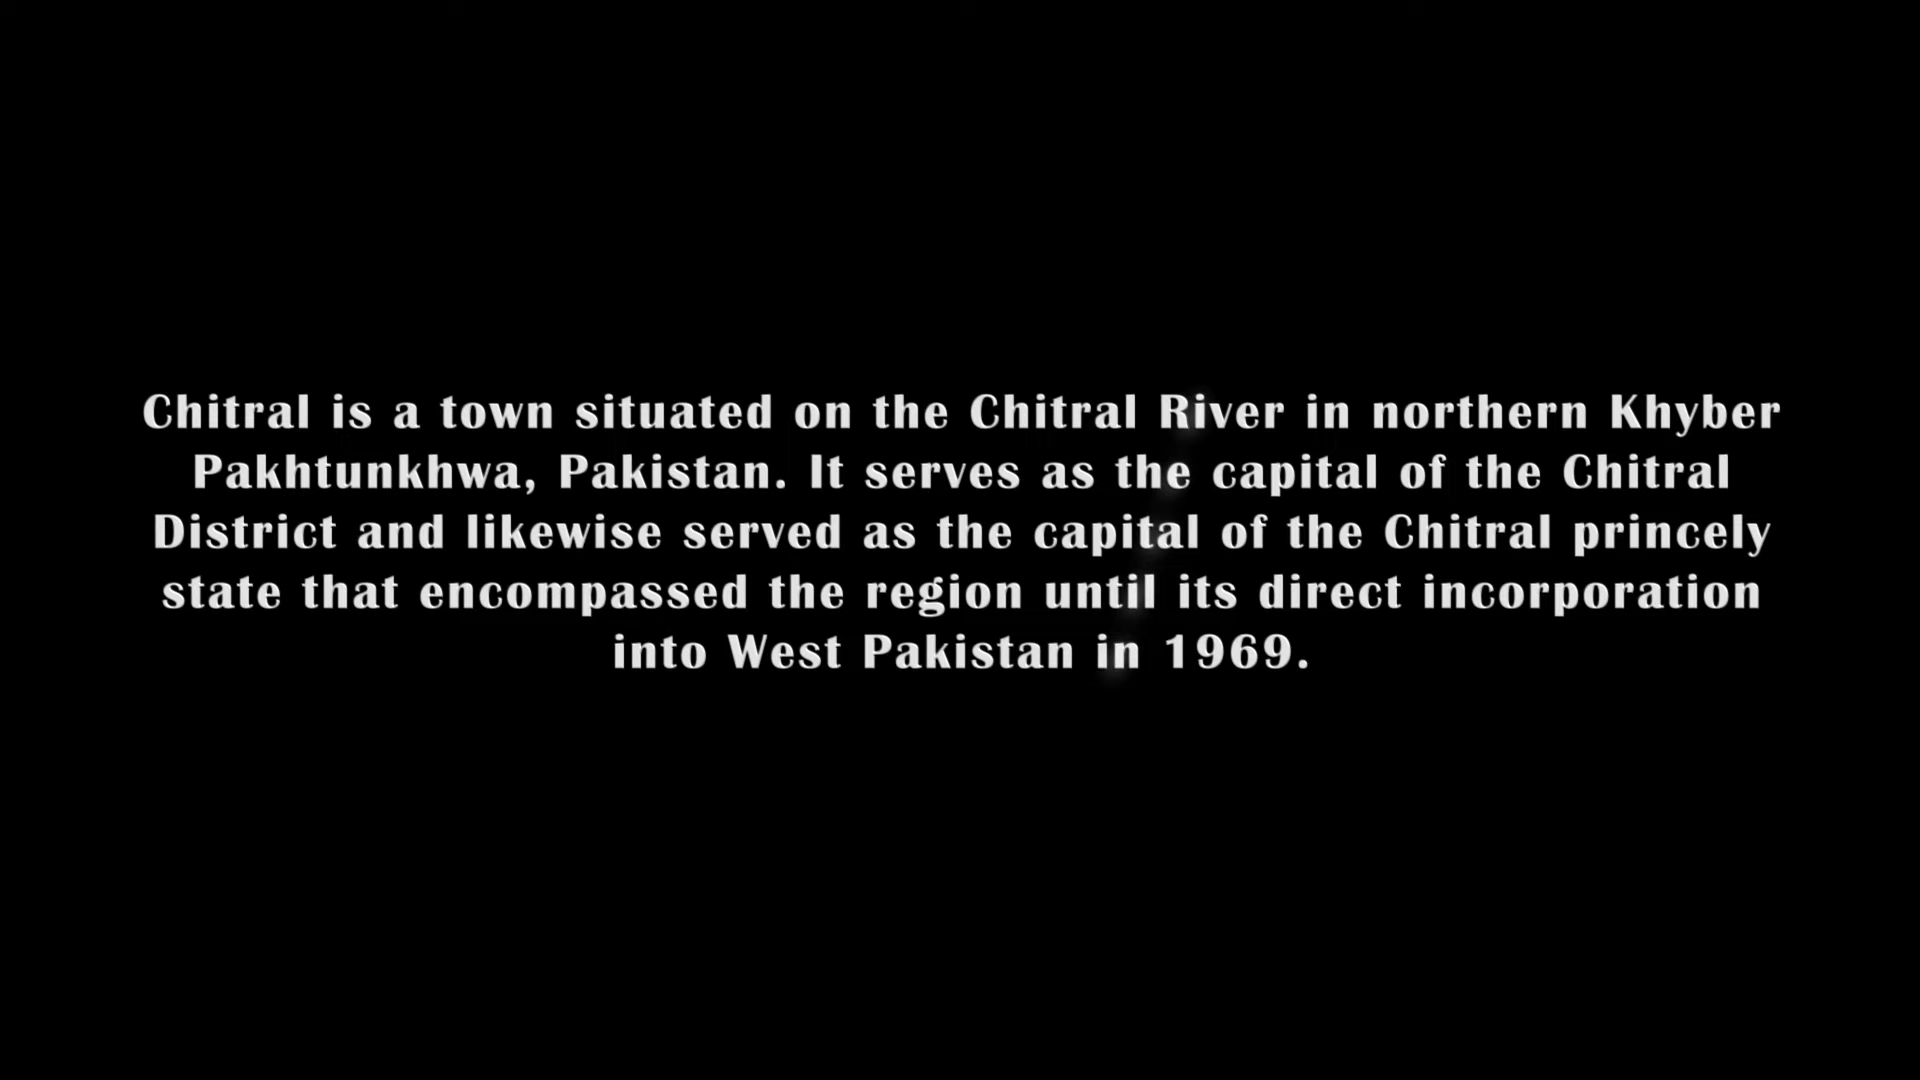 Chitral is a town situated on the Chitral River in northern Khyber
Pakhtunkhwa, Pakistan. It serves as the capital of the Chitral
District and likewise served as the capital of the Chitral princely
state that encompassed the region until its direct incorporation
into West Pakistan in 1969.